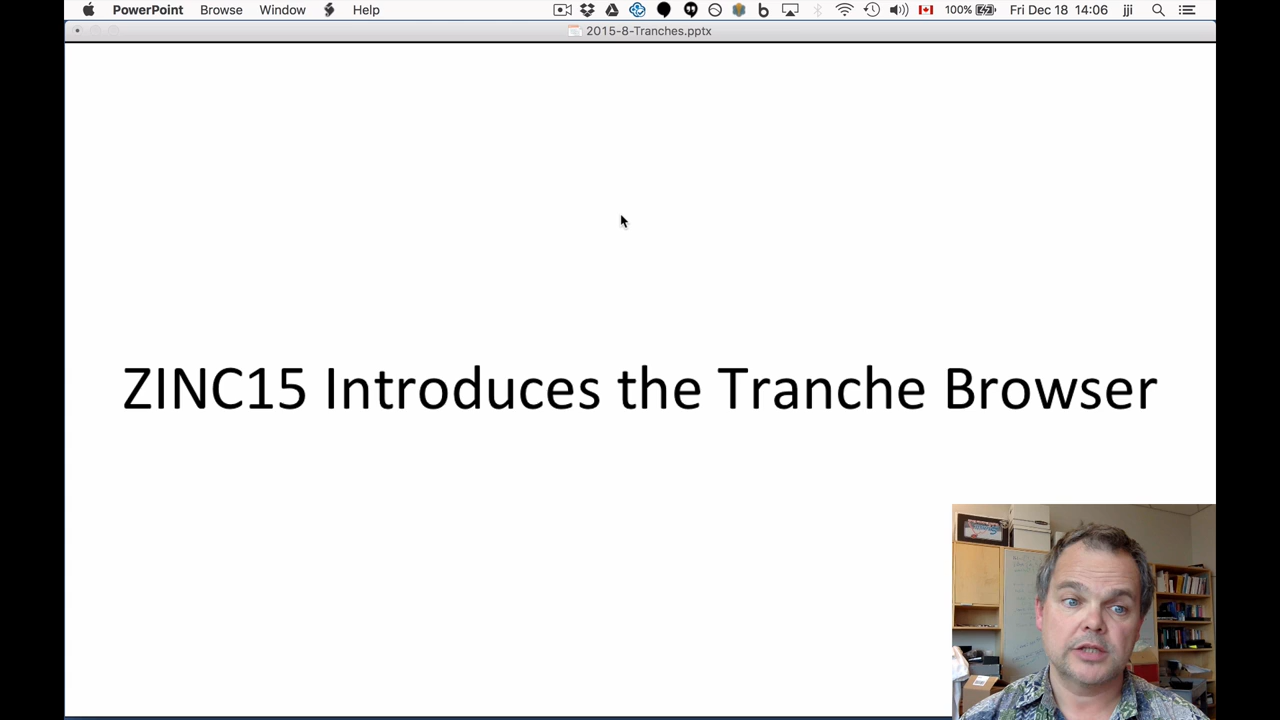 PowerPoint Browse Window Help 100% Fri Dec 18 14:06 jji
2015-8-Tranches.pptx
ZINC15 Introduces the Tranche Browser